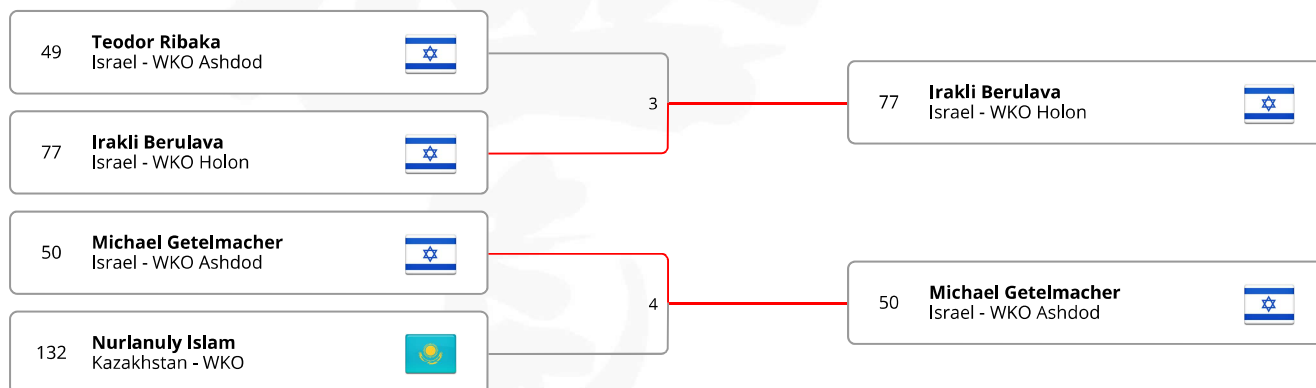 49
Teodor Ribaka
Israel - WKO Ashdod
77
Irakli Berulava
Israel - WKO Holon
3
50
Michael Getelmacher
Israel - WKO Ashdod
132
Nurlanuly Islam
Kazakhstan - WKO
4
77
Irakli Berulava
Israel - WKO Holon
50
Michael Getelmacher
Israel - WKO Ashdod